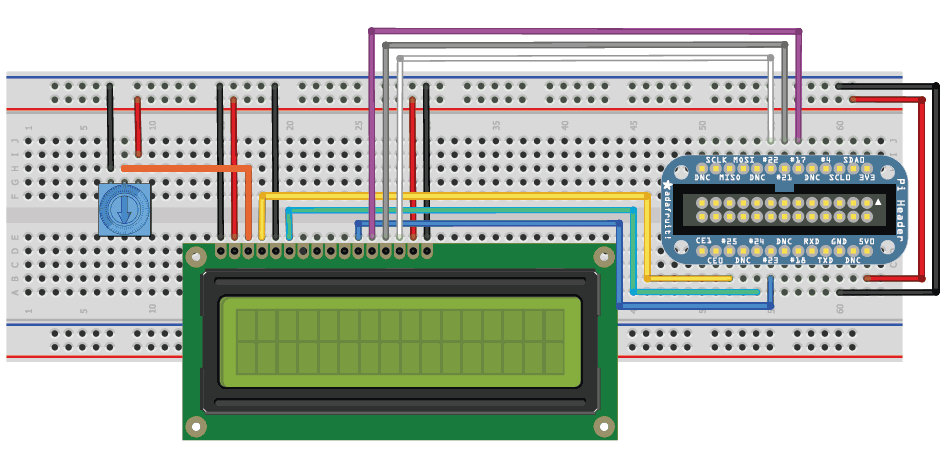 1 5 10 20 25 35 40 45 50 60
J
I
H
G
F
SCLK MOSI #22 #17 #4 SDA0
DNC MISO DNC #21 DNC SCL0 3V3
adafruit!
Pi Header
E
D
C
B
A
CE1 #25 #24 DNC RXD GND 5V0
CE0 DNC #23 #18 TXD DNC
1 5 10 50 60